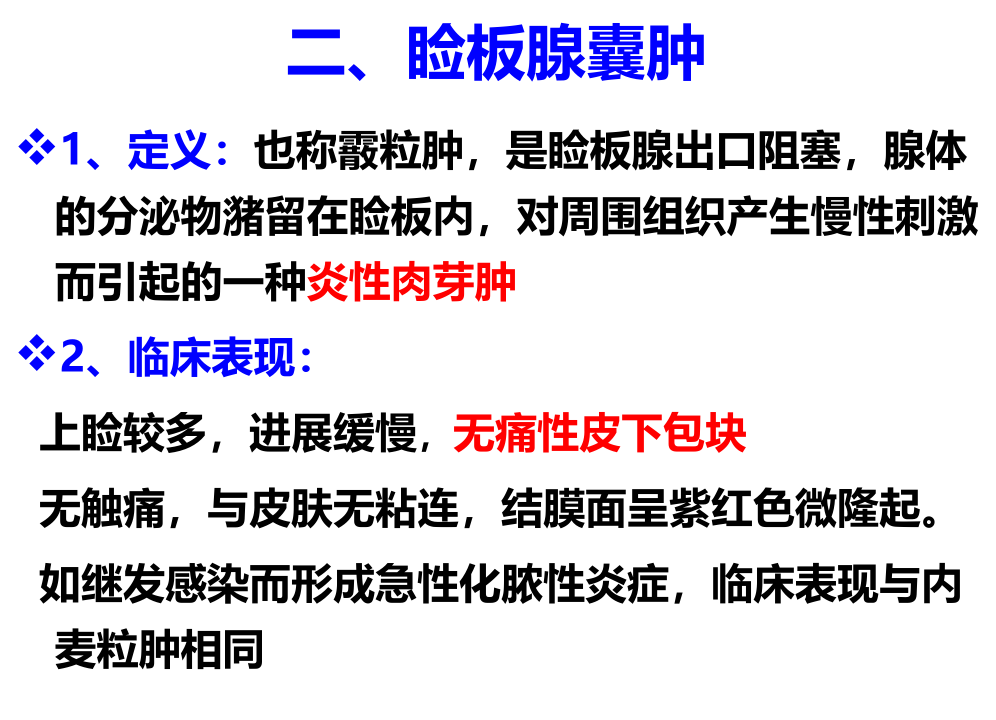 二、睑板腺囊肿
❖1、定义：也称霰粒肿，是睑板腺出口阻塞，腺体
的分泌物潴留在睑板内，对周围组织产生慢性刺激
而引起的一种炎性肉芽肿
❖2、临床表现：
上睑较多，进展缓慢，无痛性皮下包块
无触痛，与皮肤无粘连，结膜面呈紫红色微隆起。
如继发感染而形成急性化脓性炎症，临床表现与内
麦粒肿相同